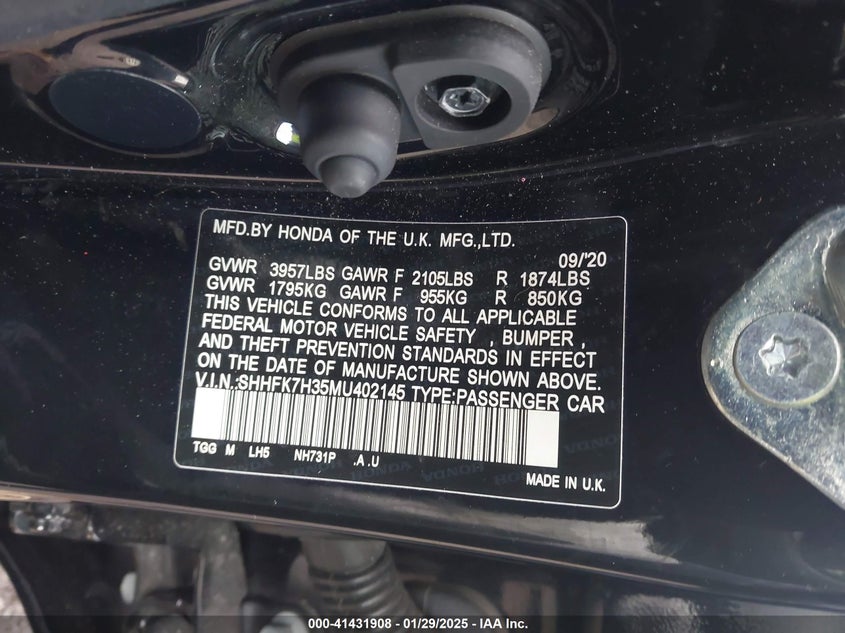 MFD.BY HONDA OF THE U.K. MFG.,LTD.
09/'20
GVWR 3957LBS GAWR F 2105LBS R 1874LBS
GVWR 1795KG GAWR F 955KG R 850KG
THIS VEHICLE CONFORMS TO ALL APPLICABLE
FEDERAL MOTOR VEHICLE SAFETY , BUMPER ,
AND THEFT PREVENTION STANDARDS IN EFFECT
ON THE DATE OF MANUFACTURE SHOWN ABOVE.
V.I.N.:SHHFK7H35MU402145 TYPE:PASSENGER CAR
TGG M LH5 NH731P .A .U
MADE IN U.K.
000-41431908 - 01/29/2025 - IAA Inc.